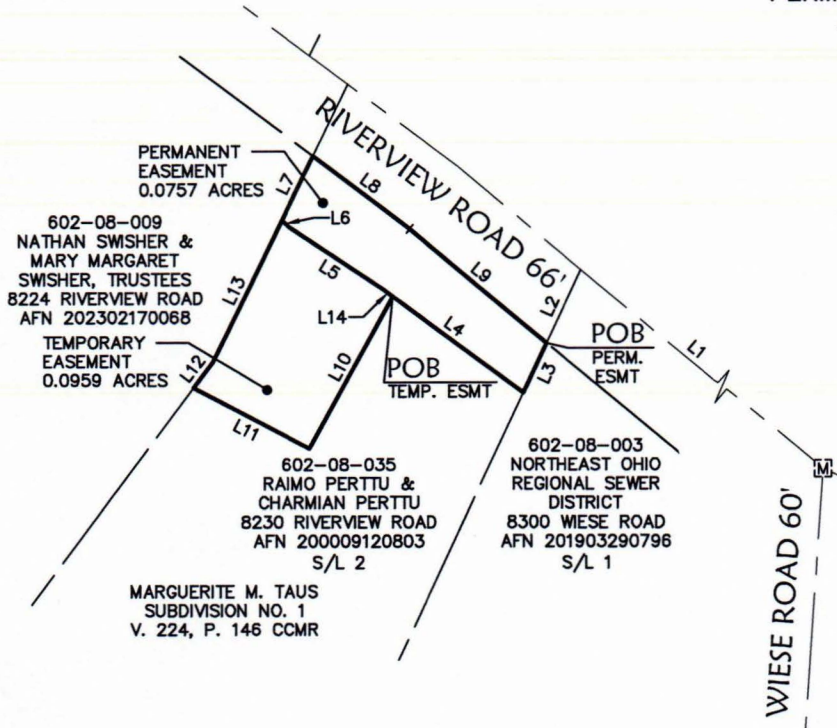 RIVERVIEW ROAD 66'
PERMANENT
EASEMENT
0.0757 ACRES
L7
L8
L6
L9
L2
602-08-009
NATHAN SWISHER &
MARY MARGARET
SWISHER, TRUSTEES
8224 RIVERVIEW ROAD
AFN 202302170068
L13
L5
L14
L4
L1
POB
PERM.
ESMT
L3
TEMPORARY
EASEMENT
0.0959 ACRES
L12
L10
POB
TEMP. ESMT
L11
602-08-035
RAIMO PERTTU &
CHARMIAN PERTTU
8230 RIVERVIEW ROAD
AFN 200009120803
S/L 2
602-08-003
NORTHEAST OHIO
REGIONAL SEWER
DISTRICT
8300 WIESE ROAD
AFN 201903290796
S/L 1
M
WIESE ROAD 60'
MARGUERITE M. TAUS
SUBDIVISION NO. 1
V. 224, P. 146 CCMR